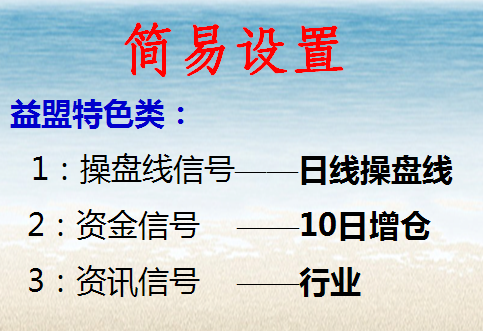 简易设置
益盟特色类：
1：操盘线信号——日线操盘线
2：资金信号 ——10日增仓
3：资讯信号 ——行业